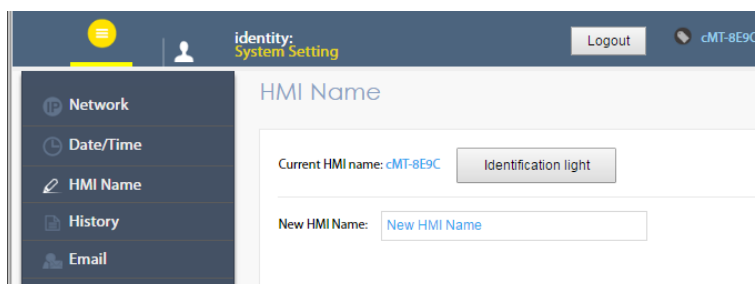 identity:
System Setting
Logout
cMT-8E9C
Network
Date/Time
HMI Name
History
Email
HMI Name
Current HMI name: cMT-8E9C
Identification light
New HMI Name:
New HMI Name